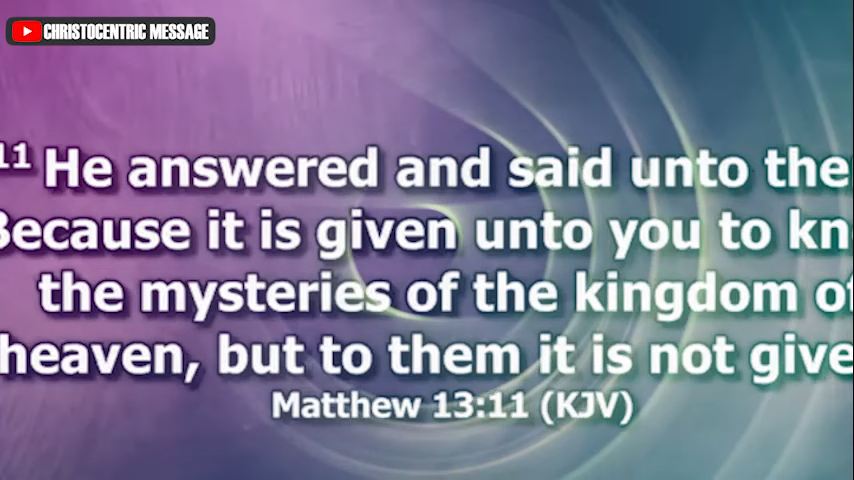 CHRISTOCENTRIC MESSAGE
11 He answered and said unto the
Because it is given unto you to kn
the mysteries of the kingdom of
heaven, but to them it is not give
Matthew 13:11 (KJV)